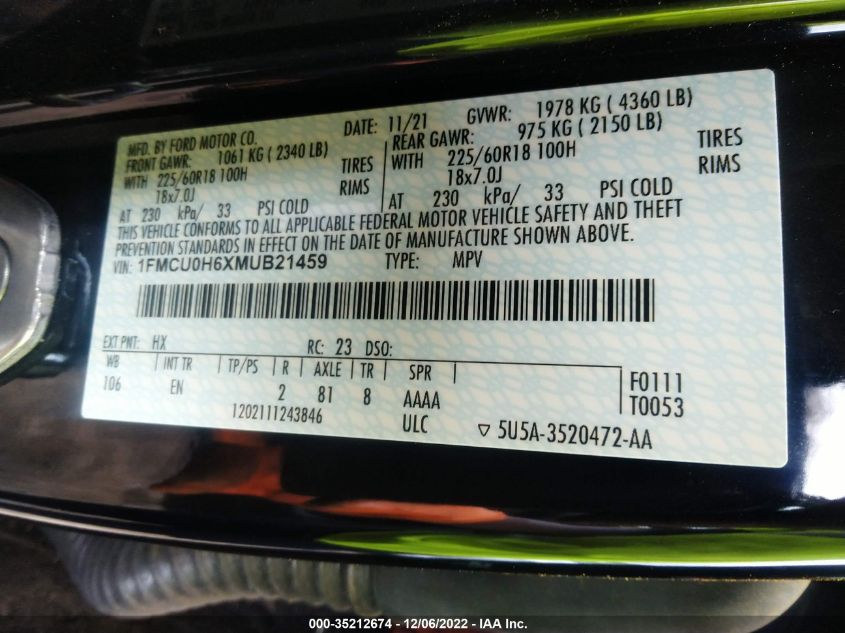 MFD. BY FORD MOTOR CO. DATE: 11/21 GVWR: 1978 KG ( 4360 LB)
FRONT GAWR: 1061 KG ( 2340 LB) REAR GAWR: 975 KG ( 2150 LB)
WITH 225/60R18 100H TIRES WITH 225/60R18 100H TIRES
18x7.0J RIMS 18x7.0J RIMS
AT 230 kPa/ 33 PSI COLD AT 230 kPa/ 33 PSI COLD
THIS VEHICLE CONFORMS TO ALL APPLICABLE FEDERAL MOTOR VEHICLE SAFETY AND THEFT
PREVENTION STANDARDS IN EFFECT ON THE DATE OF MANUFACTURE SHOWN ABOVE.
VIN: 1FMCU0H6XMUB21459 TYPE: MPV
EXT PNT: HX RC: 23 DSO:
WB INT TR TP/PS R AXLE TR SPR F0111
106 EN 2 81 8 AAAA T0053
1202111243846 ULC ▽ 5U5A-3520472-AA
000-35212674 - 12/06/2022 - IAA Inc.